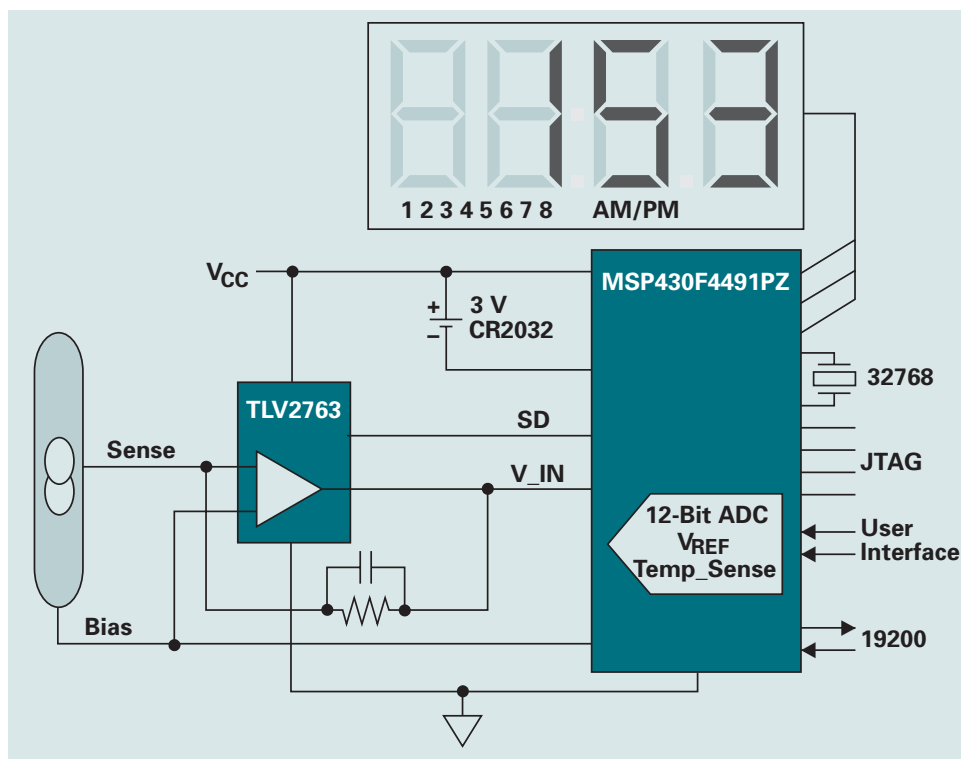 153
1 2 3 4 5 6 7 8 AM/PM
VCC
+ 3 V
– CR2032
MSP430F4491PZ
32768
TLV2763
SD
Sense
V_IN
JTAG
12-Bit ADC
VREF
Temp_Sense
User
Interface
Bias
19200